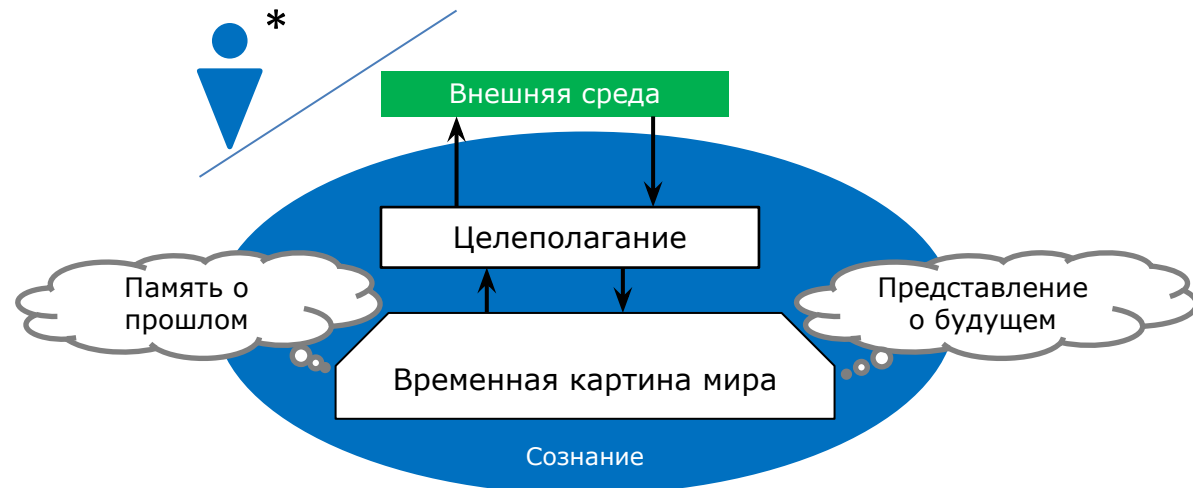 *
Внешняя среда
Целеполагание
Память о
прошлом
Представление
о будущем
Временная картина мира
Сознание